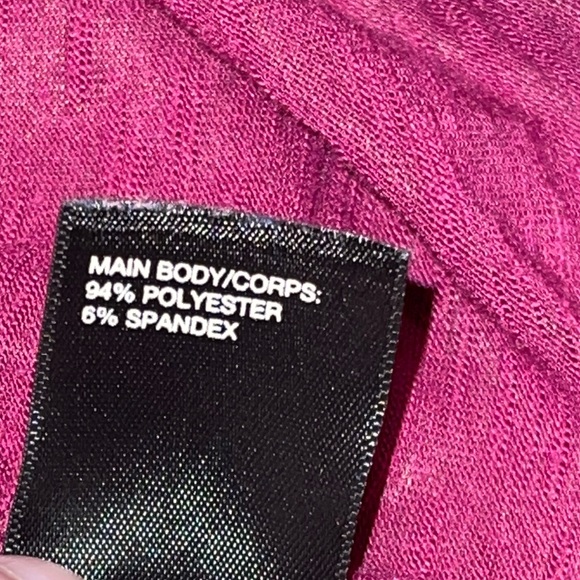 MAIN BODY/CORPS:
94% POLYESTER
6% SPANDEX